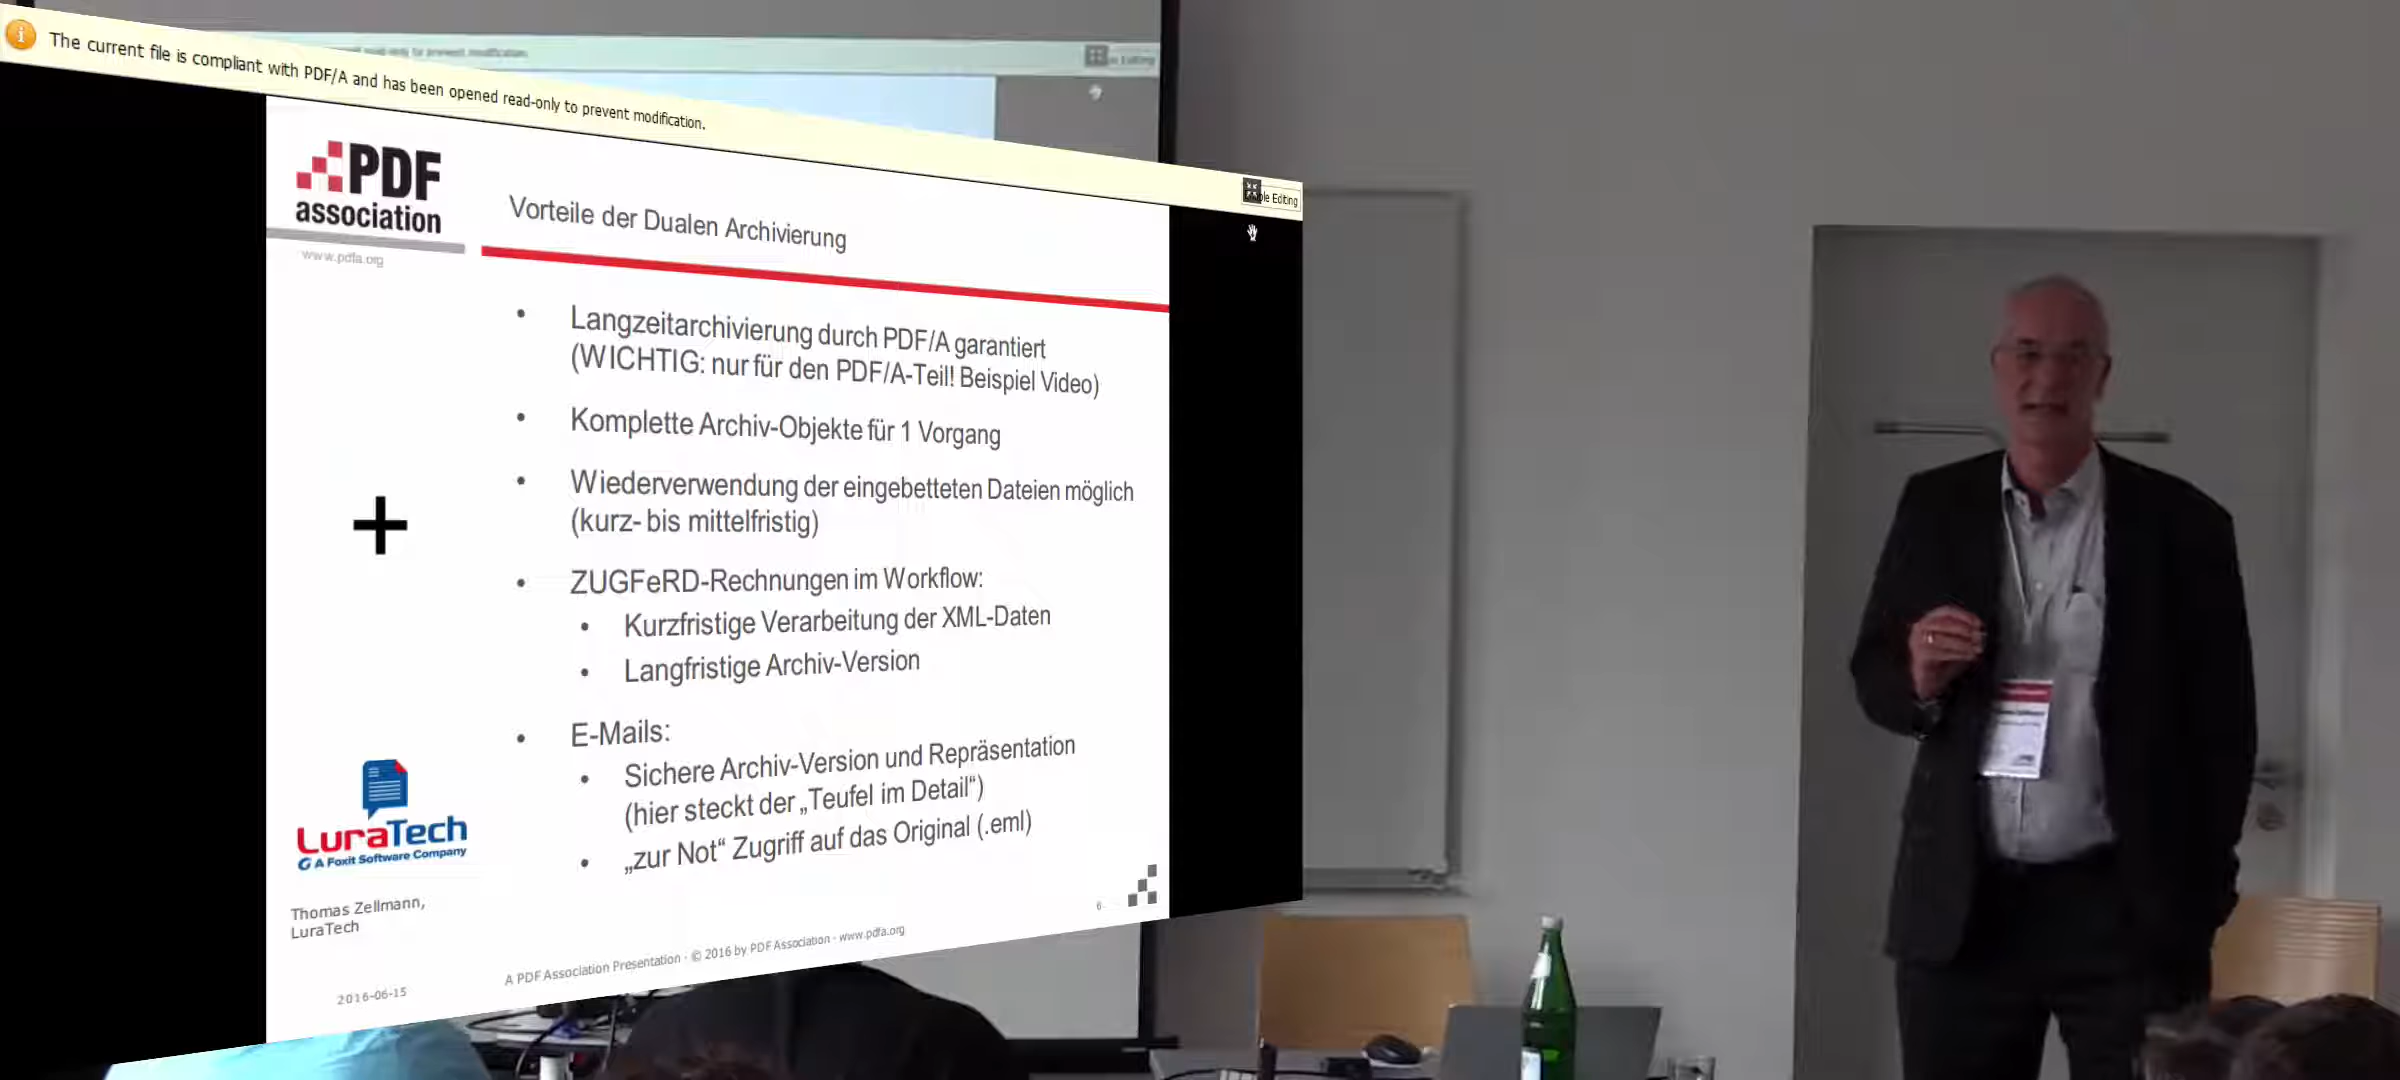 The current file is compliant with PDF/A and has been opened read-only to prevent modification.
Editing
PDF
association
www.pdfa.org
Vorteile der Dualen Archivierung
• Langzeitarchivierung durch PDF/A garantiert
(WICHTIG: nur für den PDF/A-Teil! Beispiel Video)
• Komplette Archiv-Objekte für 1 Vorgang
• Wiederverwendung der eingebetteten Dateien möglich
(kurz- bis mittelfristig)
• ZUGFeRD-Rechnungen im Workflow:
• Kurzfristige Verarbeitung der XML-Daten
• Langfristige Archiv-Version
• E-Mails:
• Sichere Archiv-Version und Repräsentation
(hier steckt der „Teufel im Detail“)
• „zur Not“ Zugriff auf das Original (.eml)
+
LuraTech
A Foxit Software Company
Thomas Zellmann,
LuraTech
2016-06-15
A PDF Association Presentation · © 2016 by PDF Association · www.pdfa.org
6